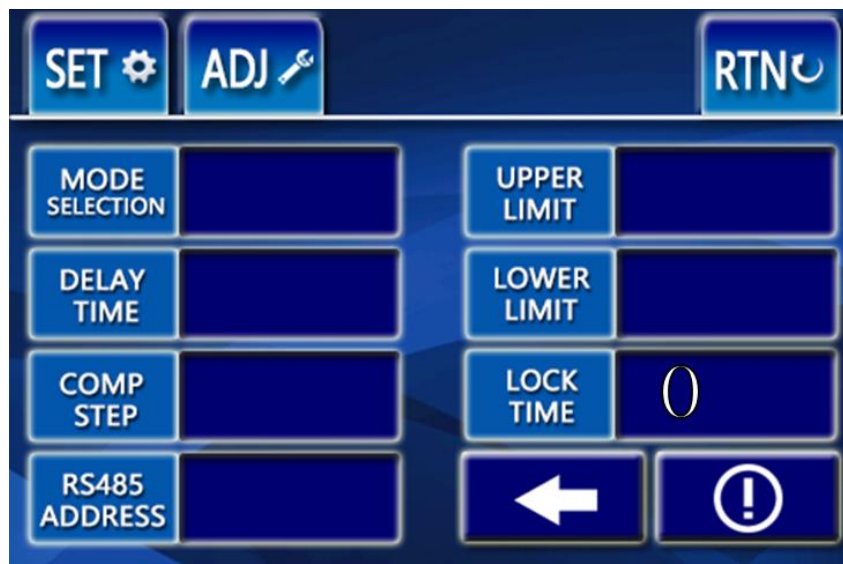 SET
ADJ
RTN
MODE
SELECTION
UPPER
LIMIT
DELAY
TIME
LOWER
LIMIT
COMP
STEP
LOCK
TIME
0
RS485
ADDRESS